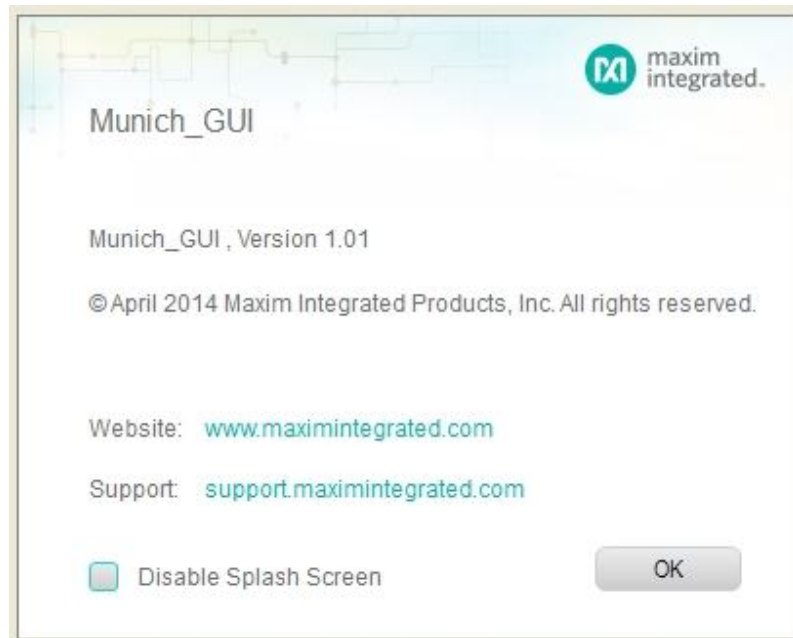 maxim
integrated.
Munich_GUI
Munich_GUI , Version 1.01
© April 2014 Maxim Integrated Products, Inc. All rights reserved.
Website: www.maximintegrated.com
Support: support.maximintegrated.com
Disable Splash Screen
OK